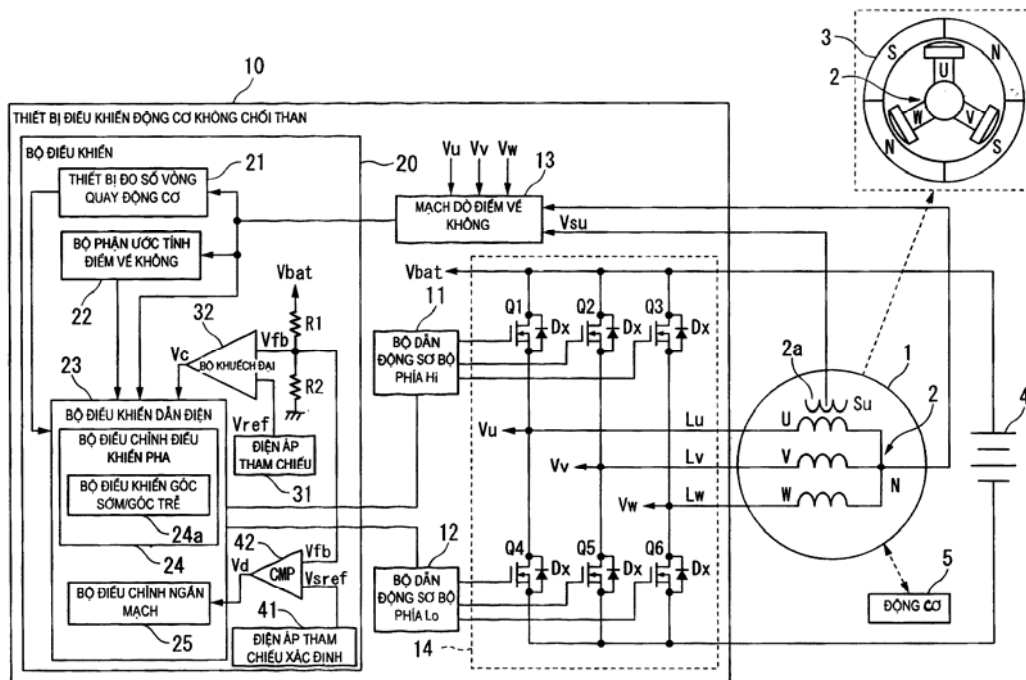 10
THIẾT BỊ ĐIỀU KHIỂN ĐỘNG CƠ KHÔNG CHỔI THAN
3
S
N
U
2
W
V
N
S
BỘ ĐIỀU KHIỂN
20
21
THIẾT BỊ ĐO SỐ VÒNG
QUAY ĐỘNG CƠ
BỘ PHẬN ƯỚC TÍNH
ĐIỂM VỀ KHÔNG
22
Vu
Vv
Vw
13
MẠCH DÒ ĐIỂM VỀ
KHÔNG
Vsu
Vbat
R1
R2
32
Vfb
Vc
BỘ KHUẾCH ĐẠI
Vref
ĐIỆN ÁP
THAM CHIẾU
31
23
BỘ ĐIỀU KHIỂN DẪN ĐIỆN
BỘ ĐIỀU CHỈNH ĐIỀU
KHIỂN PHA
BỘ ĐIỀU KHIỂN GÓC
SỚM/GÓC TRỄ
24a
24
42
Vfb
Vd
CMP
Vsref
BỘ ĐIỀU CHỈNH NGẮN
MẠCH
25
41
ĐIỆN ÁP THAM
CHIẾU XÁC ĐỊNH
Vbat
11
BỘ DẪN
ĐỘNG SƠ BỘ
PHÍA Hi
Q1
Dx
Q2
Dx
Q3
Dx
Vu
Lu
Vv
Lv
Vw
Lw
12
BỘ DẪN
ĐỘNG SƠ BỘ
PHÍA Lo
Q4
Dx
Q5
Dx
Q6
Dx
14
2a
Su
1
U
2
V
N
W
4
5
ĐỘNG CƠ